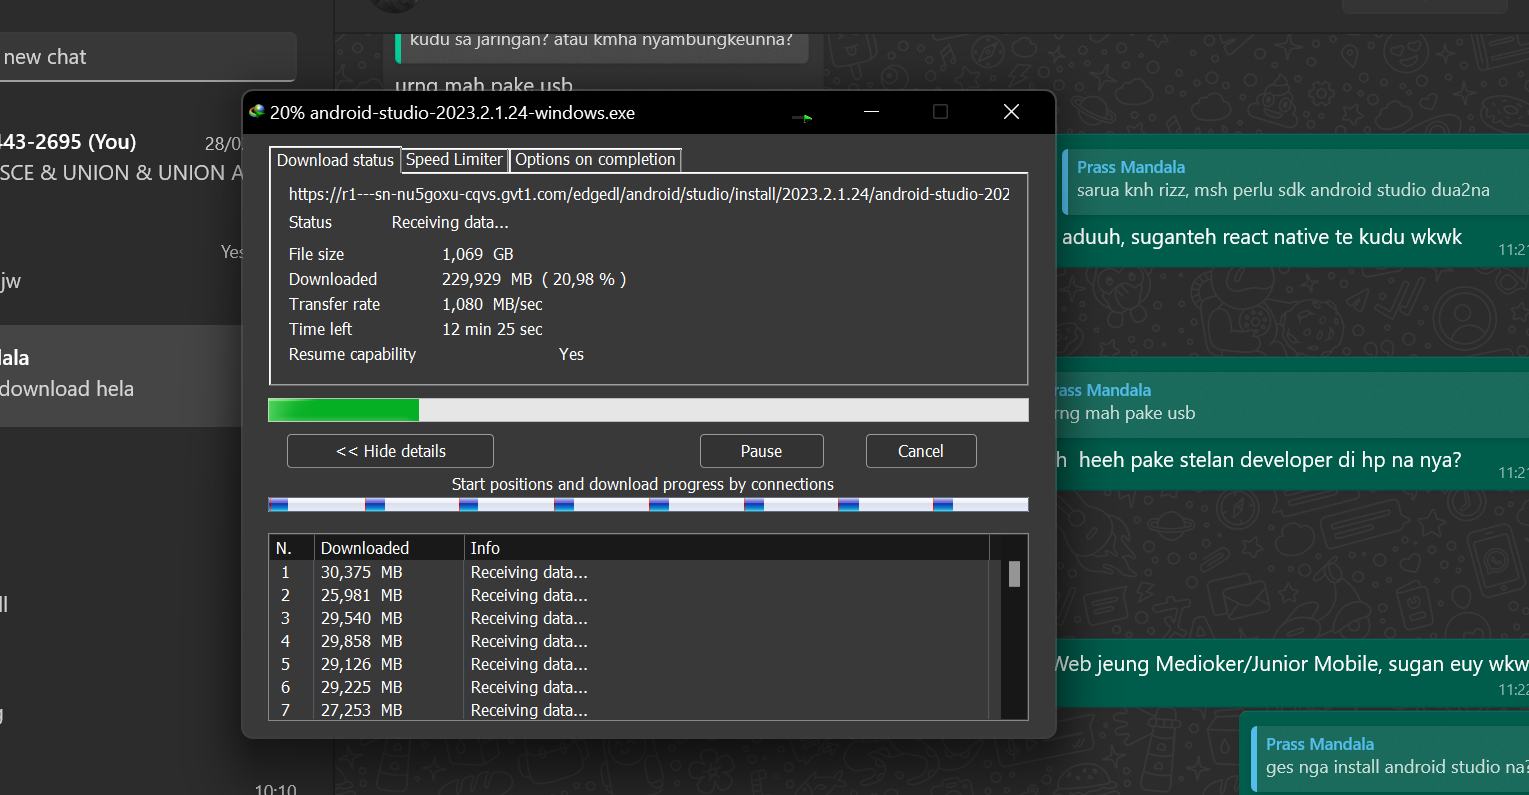 new chat
443-2695 (You)
28/0
SCE & UNION & UNION A
Yes
jw
ala
download hela
10:10
kudu sa jaringan? atau kmha nyambungkeunna?
urng mah pake usb
20% android-studio-2023.2.1.24-windows.exe
Download status
Speed Limiter
Options on completion
https://r1---sn-nu5goxu-cqvs.gvt1.com/edgedl/android/studio/install/2023.2.1.24/android-studio-202
Status Receiving data...
File size 1,069 GB
Downloaded 229,929 MB ( 20,98 % )
Transfer rate 1,080 MB/sec
Time left 12 min 25 sec
Resume capability Yes
<< Hide details
Pause
Cancel
Start positions and download progress by connections
N. Downloaded Info
1 30,375 MB Receiving data...
2 25,981 MB Receiving data...
3 29,540 MB Receiving data...
4 29,858 MB Receiving data...
5 29,126 MB Receiving data...
6 29,225 MB Receiving data...
7 27,253 MB Receiving data...
Prass Mandala
sarua knh rizz, msh perlu sdk android studio dua2na
aduuh, suganteh react native te kudu wkwk
11:21
rass Mandala
rng mah pake usb
h heeh pake stelan developer di hp na nya?
11:21
Web jeung Medioker/Junior Mobile, sugan euy wkw
11:22
Prass Mandala
ges nga install android studio na?